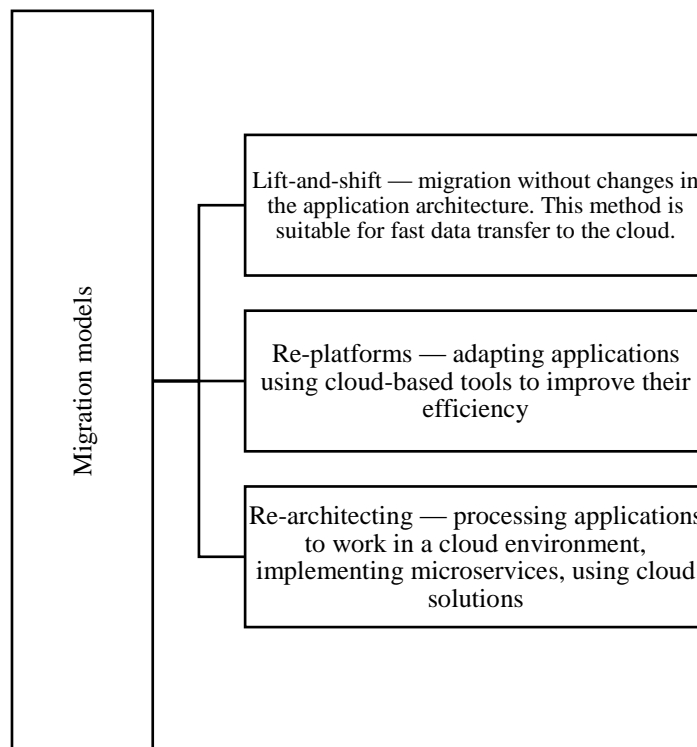 Migration models
Lift-and-shift — migration without changes in
the application architecture. This method is
suitable for fast data transfer to the cloud.
Re-platforms — adapting applications
using cloud-based tools to improve their
efficiency
Re-architecting — processing applications
to work in a cloud environment,
implementing microservices, using cloud
solutions